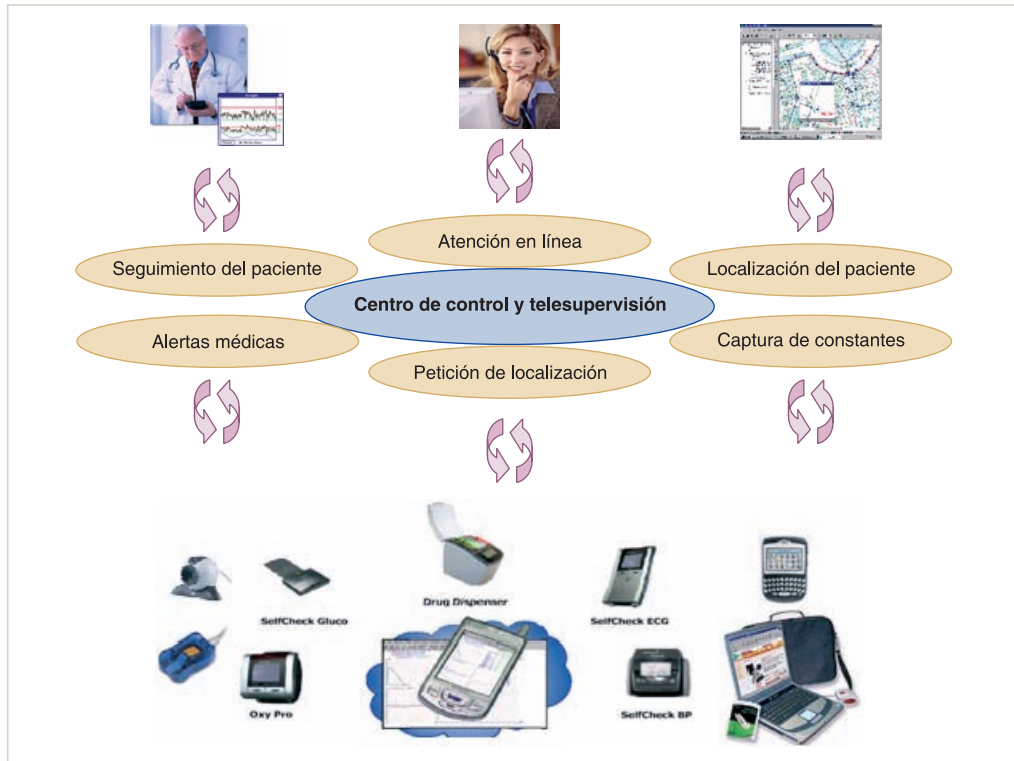 Atención en línea
Seguimiento del paciente
Localización del paciente
Centro de control y telesupervisión
Alertas médicas
Captura de constantes
Petición de localización
Drug Dispenser
SelfCheck Gluco
SelfCheck ECG
Oxy Pro
SelfCheck BP